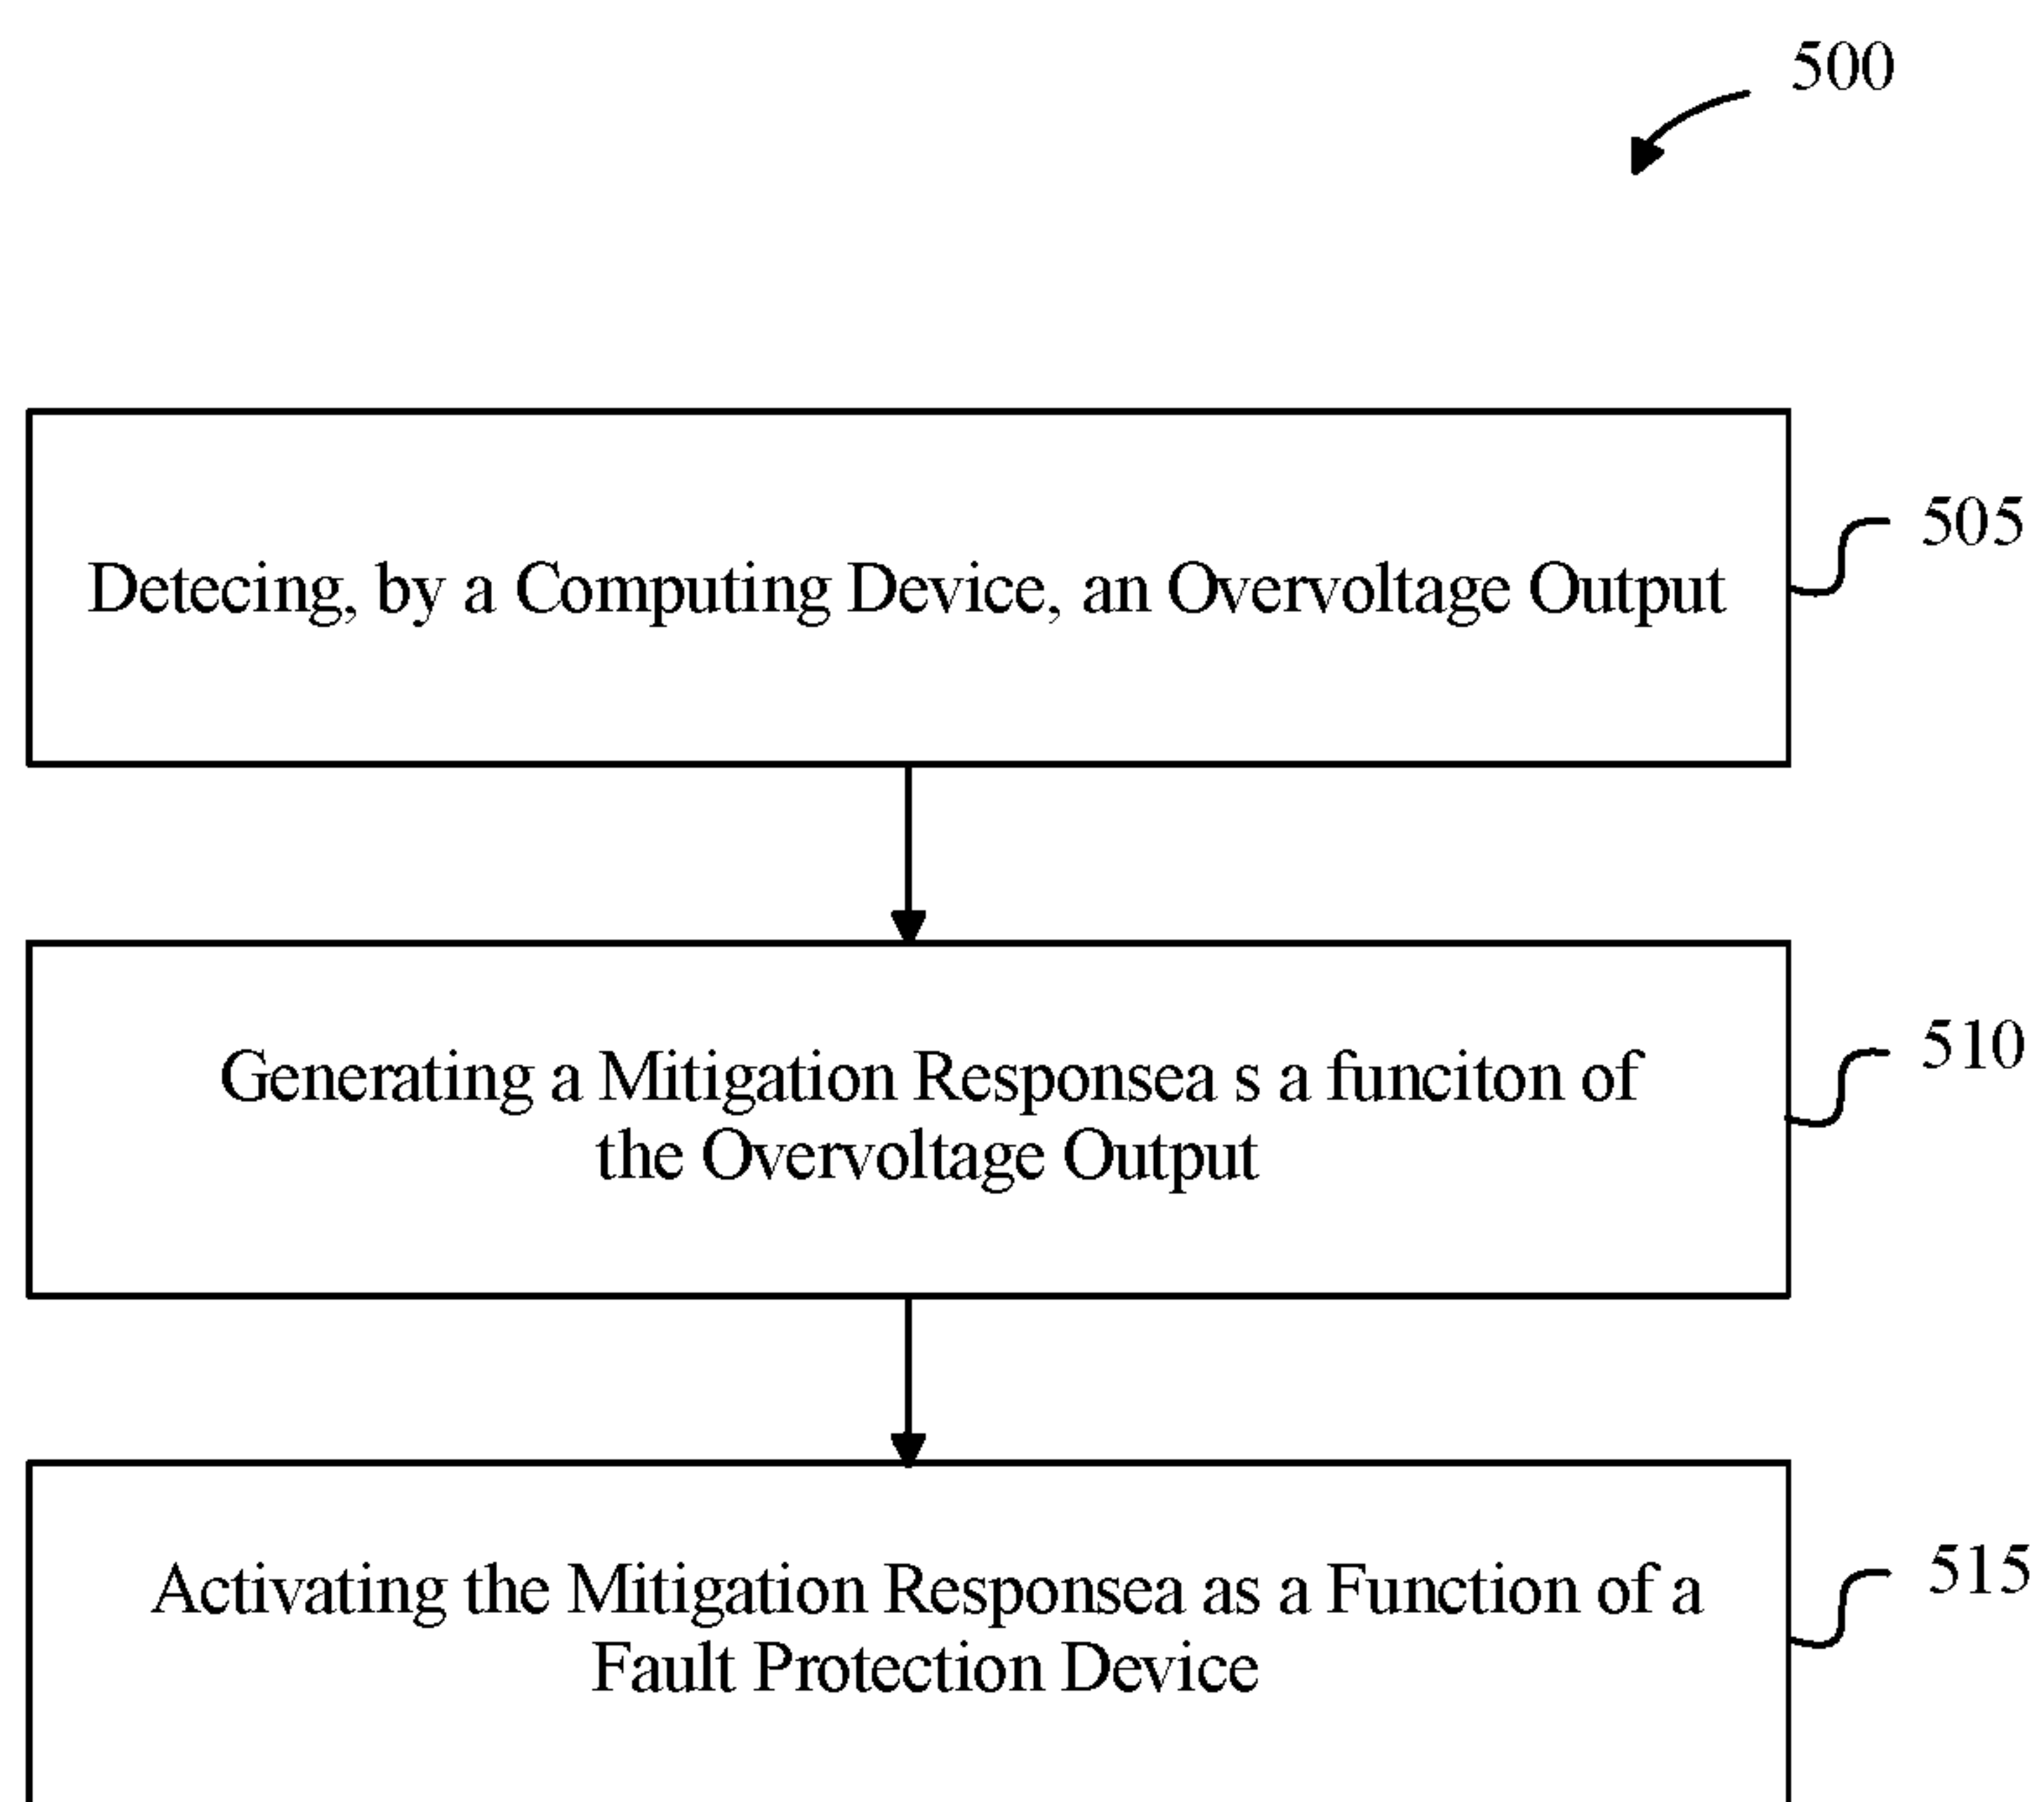 500
Detecing, by a Computing Device, an Overvoltage Output
505
Generating a Mitigation Responsea s a funciton of
the Overvoltage Output
510
Activating the Mitigation Responsea as a Function of a
Fault Protection Device
515